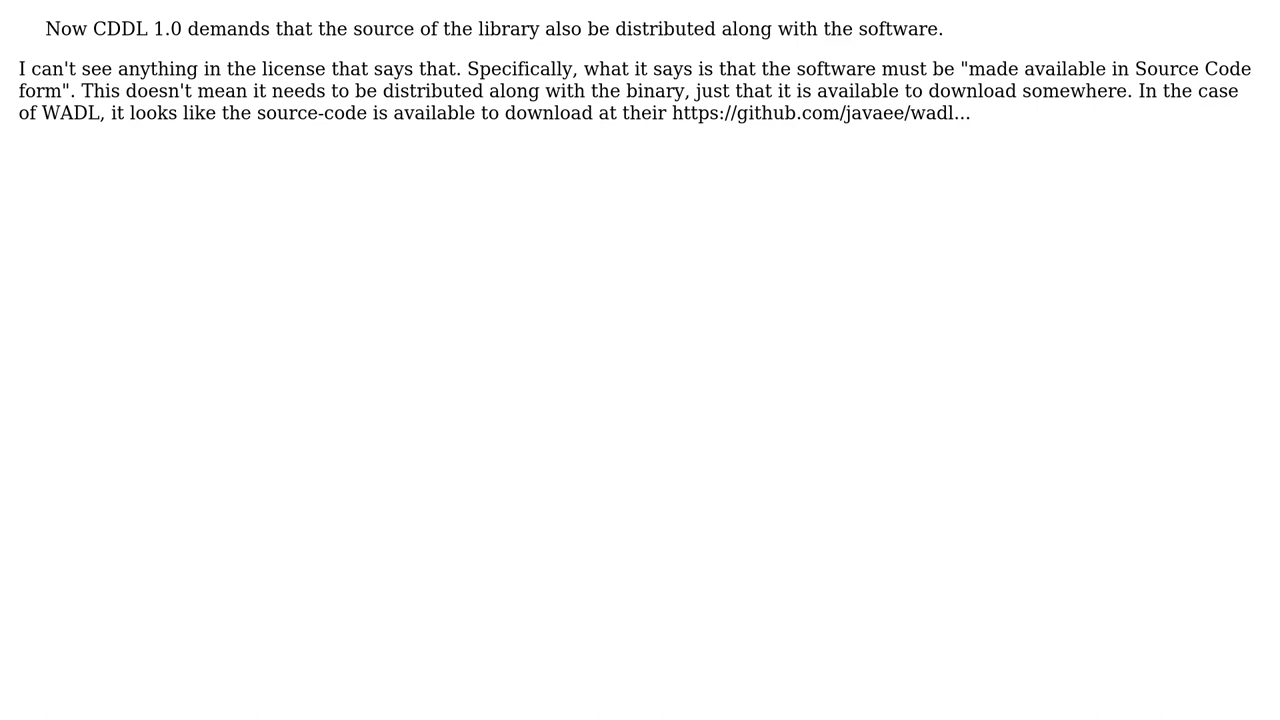 Now CDDL 1.0 demands that the source of the library also be distributed along with the software.
I can't see anything in the license that says that. Specifically, what it says is that the software must be "made available in Source Code
form". This doesn't mean it needs to be distributed along with the binary, just that it is available to download somewhere. In the case
of WADL, it looks like the source-code is available to download at their https://github.com/javaee/wadl...